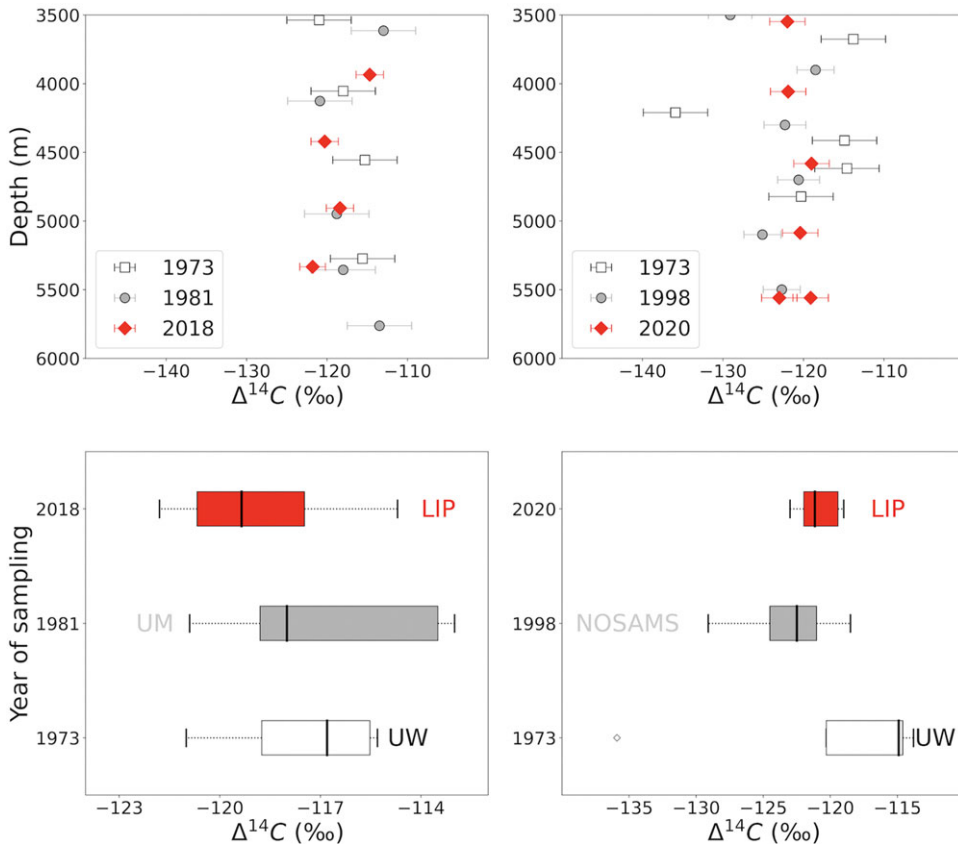 3500
4000
4500
5000
5500
6000
Depth (m)
1973
1981
2018
−140 −130 −120 −110
Δ¹⁴C (‰)
3500
4000
4500
5000
5500
6000
1973
1998
2020
−140 −130 −120 −110
Δ¹⁴C (‰)
Year of sampling
2018
1981
1973
LIP
UM
UW
−123 −120 −117 −114
Δ¹⁴C (‰)
2020
1998
1973
LIP
NOSAMS
UW
−135 −130 −125 −120 −115
Δ¹⁴C (‰)